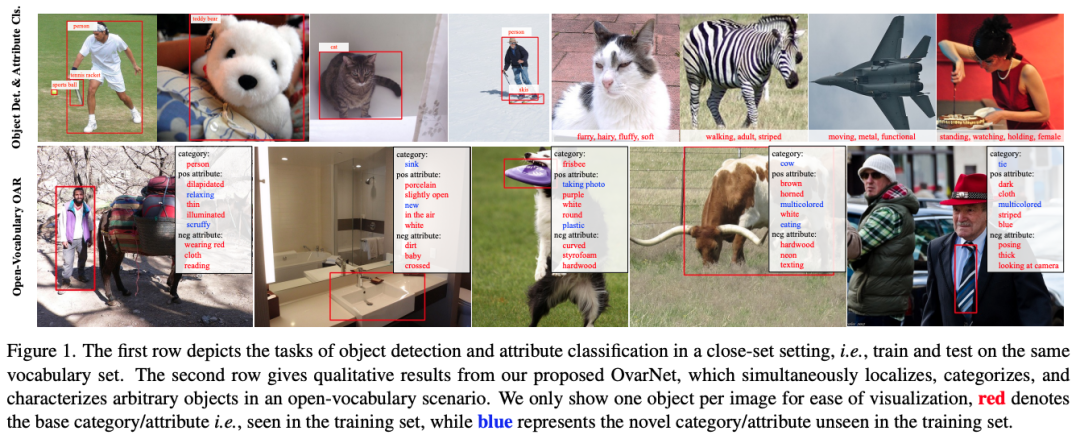 Object Det. & Attribute Cls.
person
tennis racket
sports ball
teddy bear
cat
person
skis
furry, hairy, fluffy, soft
walking, adult, striped
moving, metal, functional
standing, watching, holding, female
Open-Vocabulary OAR
category:
person
pos attribute:
dilapidated
relaxing
thin
illuminated
scruffy
neg attribute:
wearing red
cloth
reading
category:
sink
pos attribute:
porcelain
slightly open
new
in the air
white
neg attribute:
dirt
baby
crossed
category:
frisbee
pos attribute:
taking photo
purple
white
round
plastic
neg attribute:
curved
styrofoam
hardwood
category:
cow
pos attribute:
brown
horned
multicolored
white
eating
neg attribute:
hardwood
neon
texting
category:
tie
pos attribute:
dark
cloth
multicolored
striped
blue
neg attribute:
posing
thick
looking at camera
Figure 1. The first row depicts the tasks of object detection and attribute classification in a close-set setting, i.e., train and test on the same
vocabulary set. The second row gives qualitative results from our proposed OvarNet, which simultaneously localizes, categorizes, and
characterizes arbitrary objects in an open-vocabulary scenario. We only show one object per image for ease of visualization, red denotes
the base category/attribute i.e., seen in the training set, while blue represents the novel category/attribute unseen in the training set.